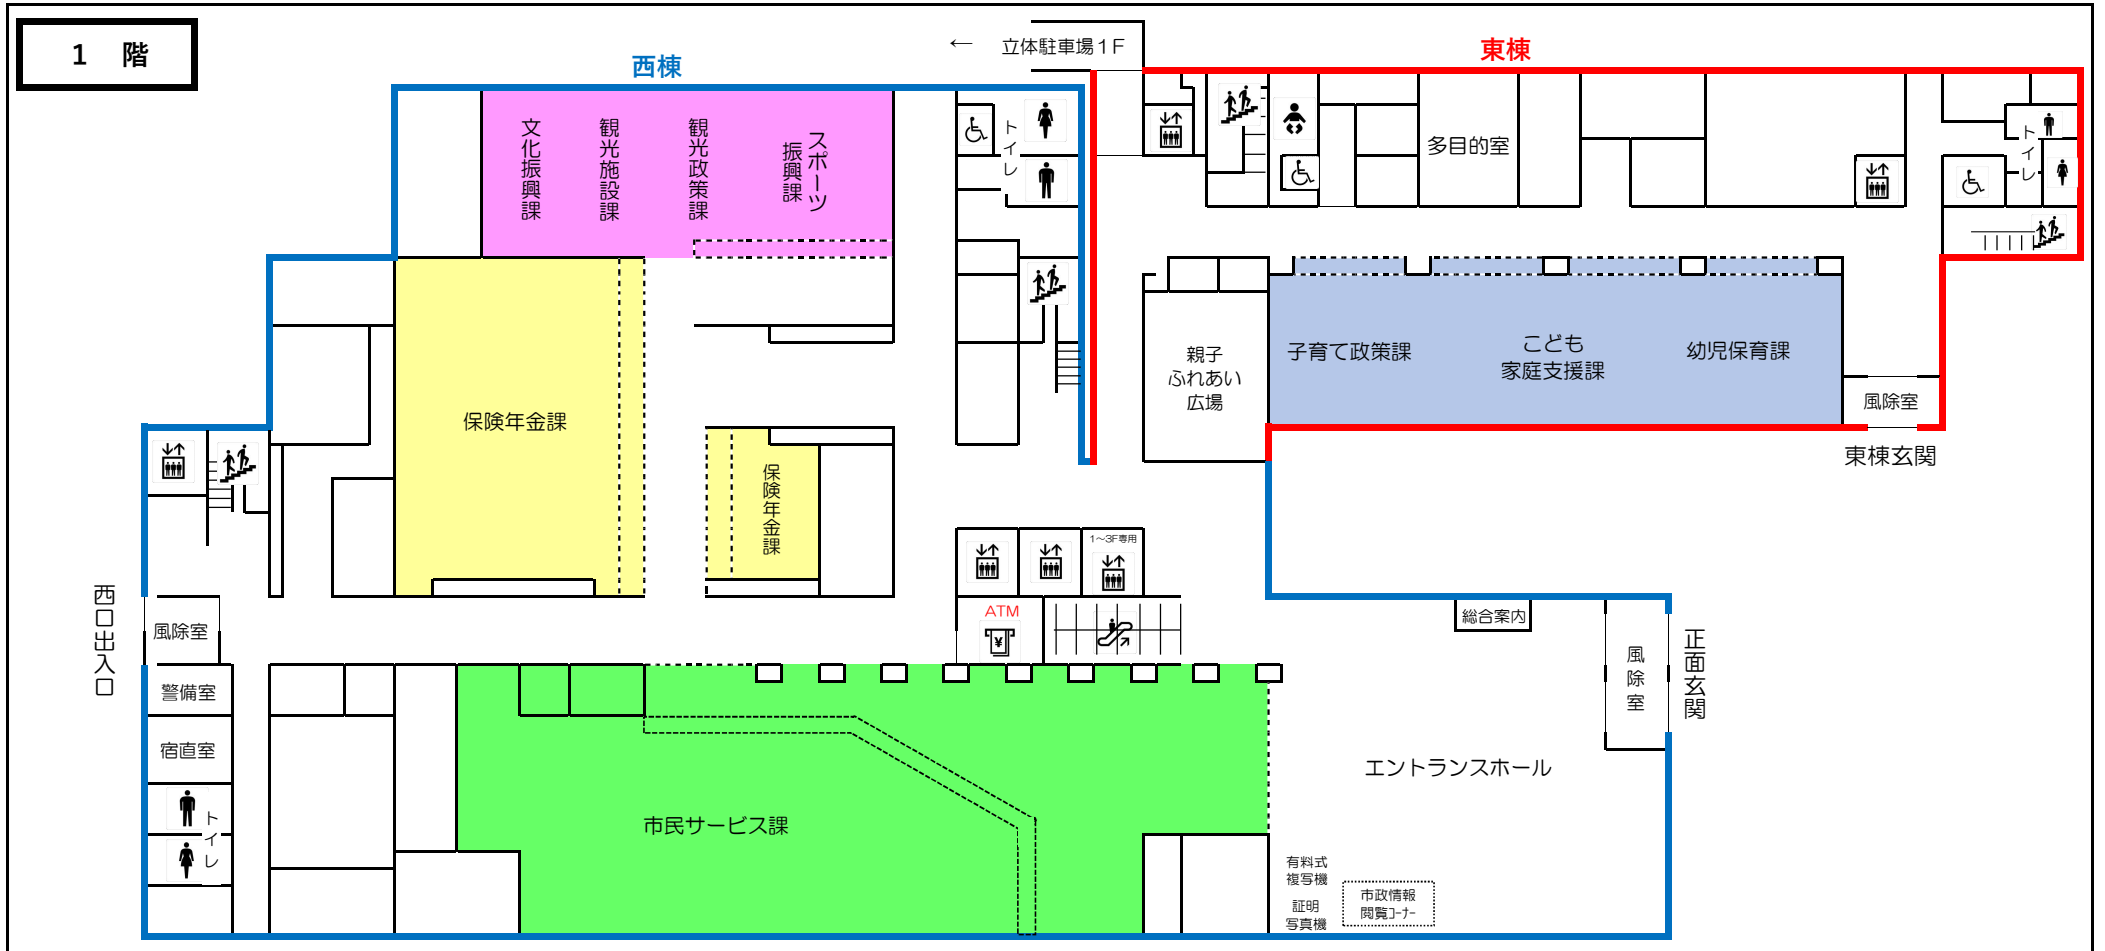 1 階
西棟
← 立体駐車場1F
東棟
文化振興課
観光施設課
観光政策課
スポーツ
振興課
トイレ
多目的室
トイレ
保険年金課
保険年金課
親子
ふれあい
広場
子育て政策課
こども
家庭支援課
幼児保育課
風除室
東棟玄関
1〜3F専用
ATM
¥
西口出入口
風除室
警備室
宿直室
トイレ
市民サービス課
総合案内
風除室
正面玄関
エントランスホール
有料式
複写機
証明
写真機
市政情報
閲覧コーナー